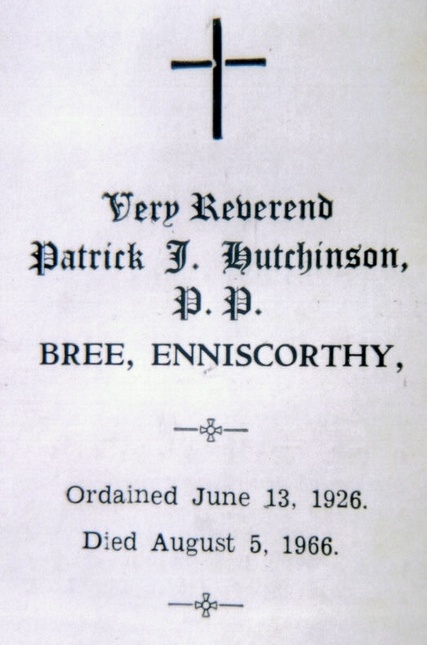 Very Reverend
Patrick J. Hutchinson,
P. P.
BREE, ENNISCORTHY,
Ordained June 13, 1926.
Died August 5, 1966.